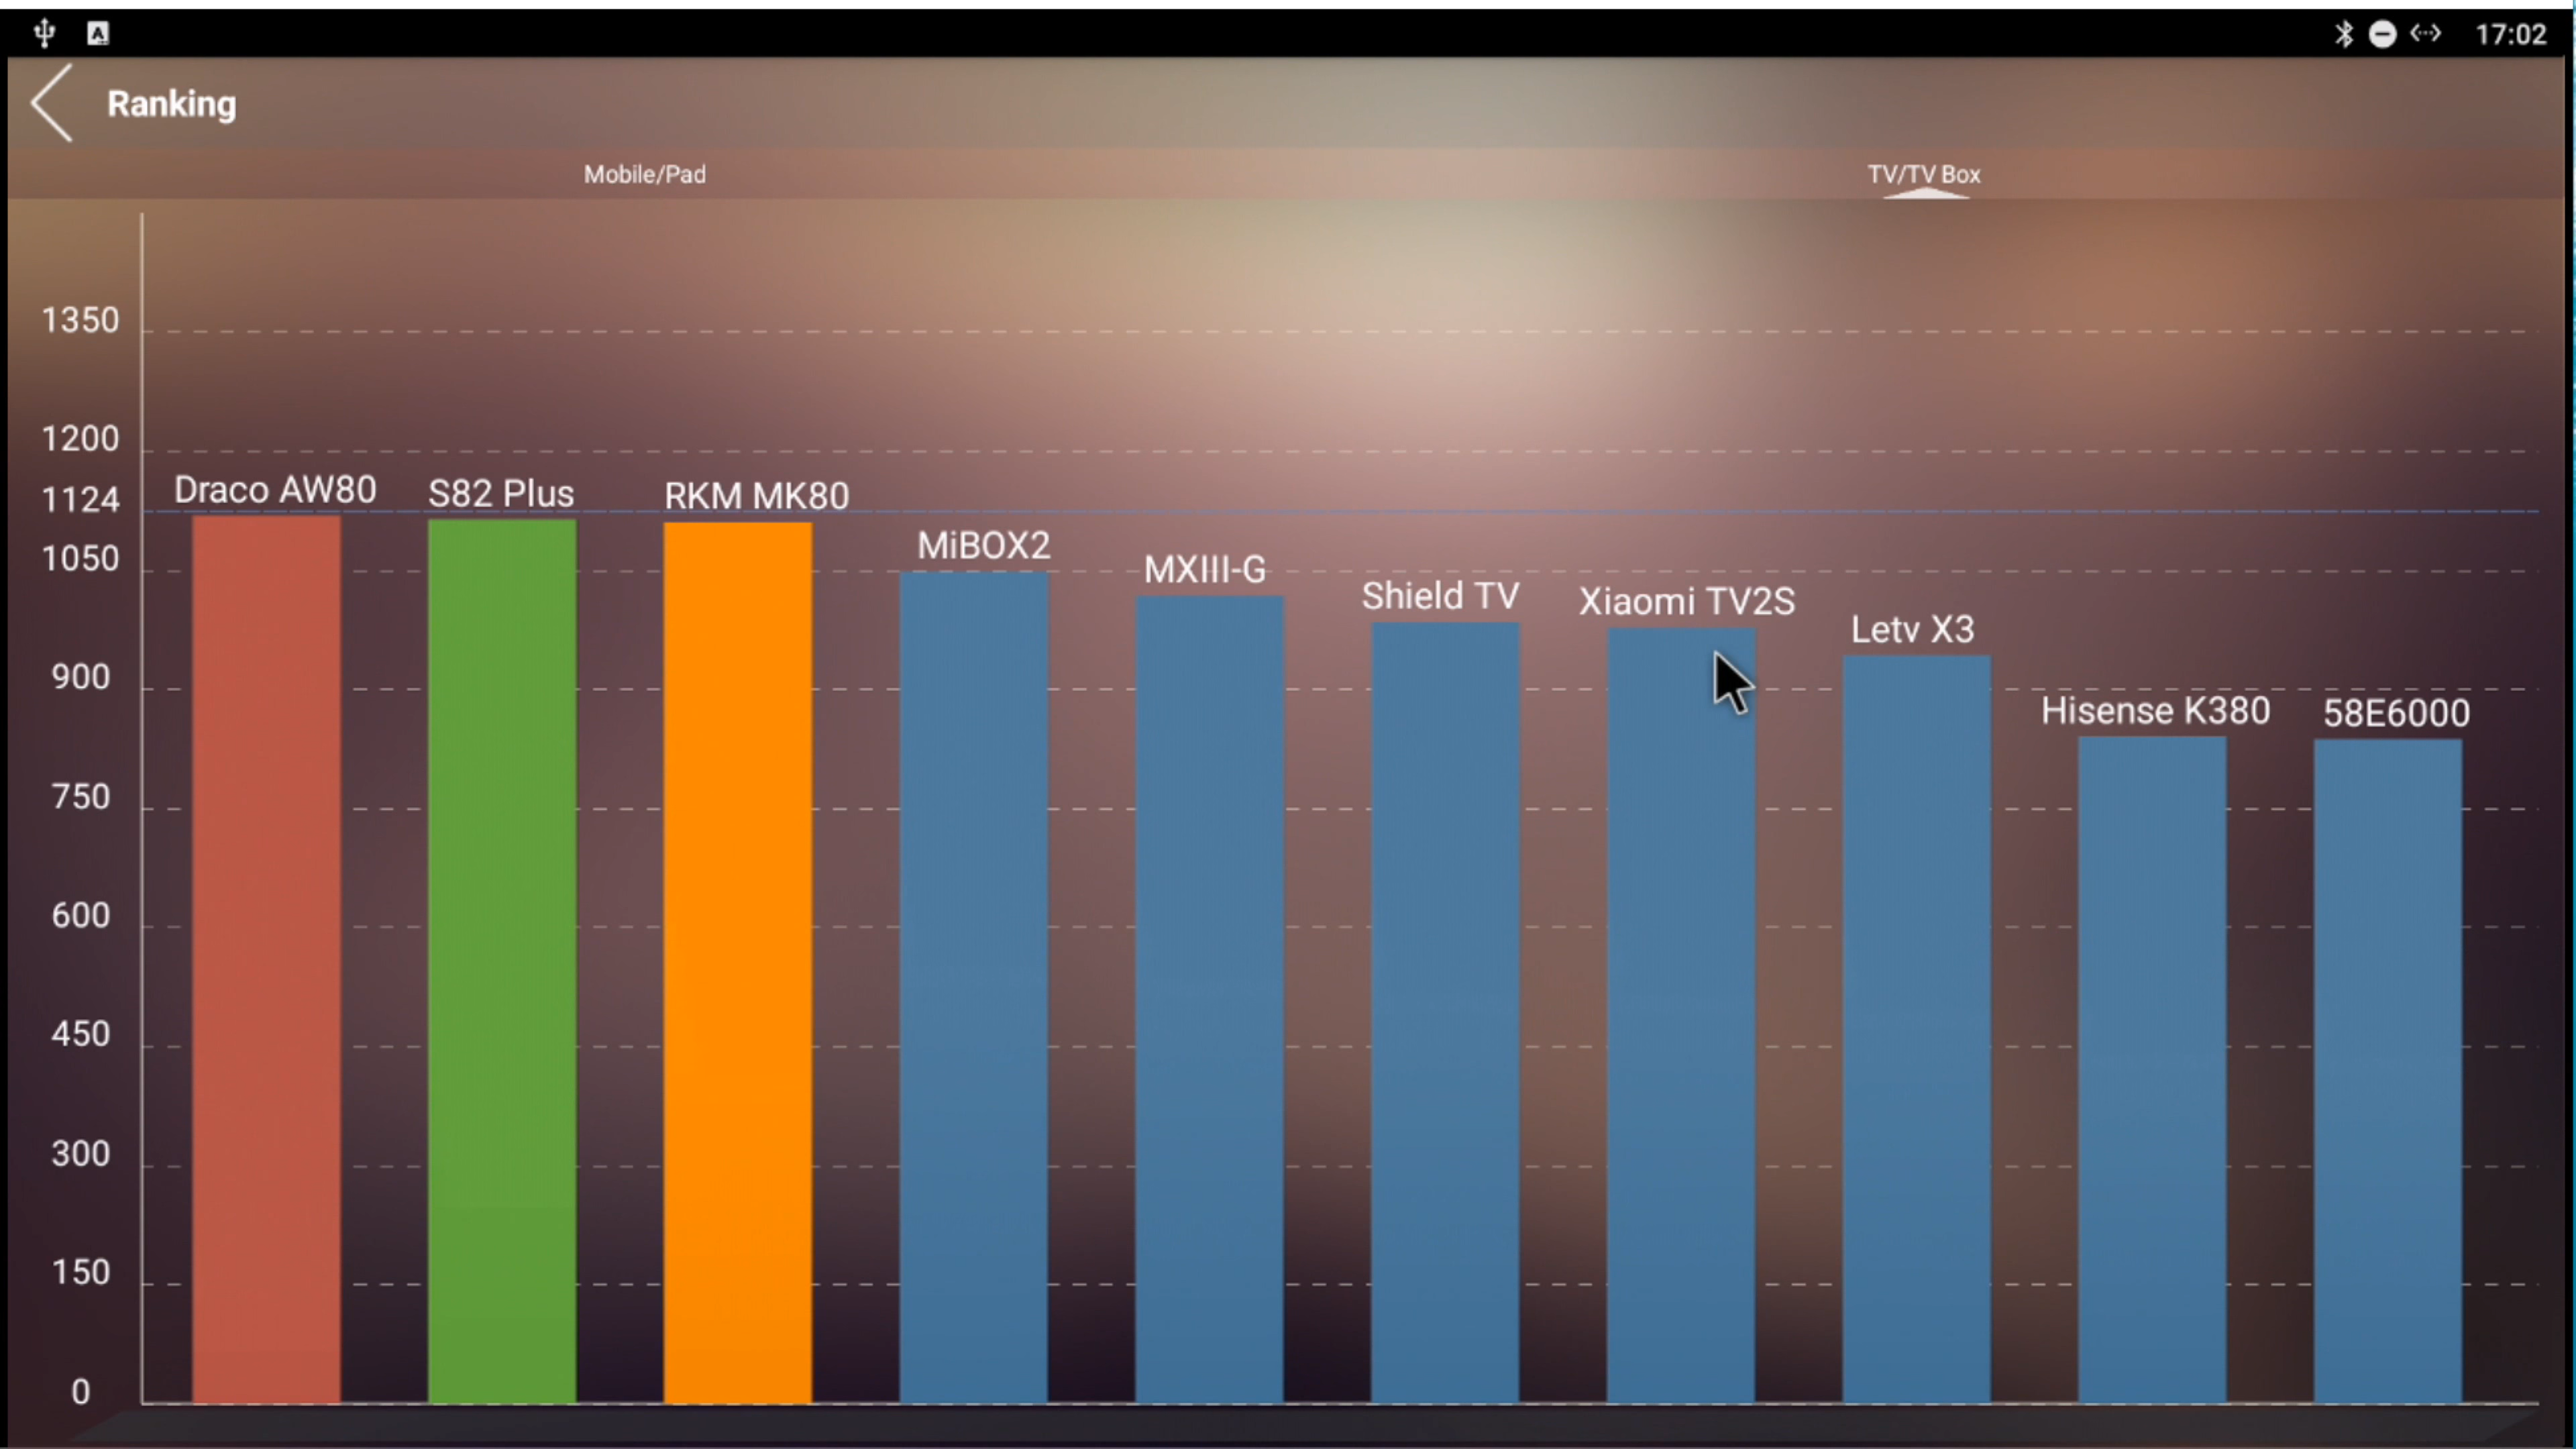 A
17:02
Ranking
Mobile/Pad
TV/TV Box
1350
1200
1124
1050
900
750
600
450
300
150
0
Draco AW80
S82 Plus
RKM MK80
MiBOX2
MXIII-G
Shield TV
Xiaomi TV2S
Letv X3
Hisense K380
58E6000